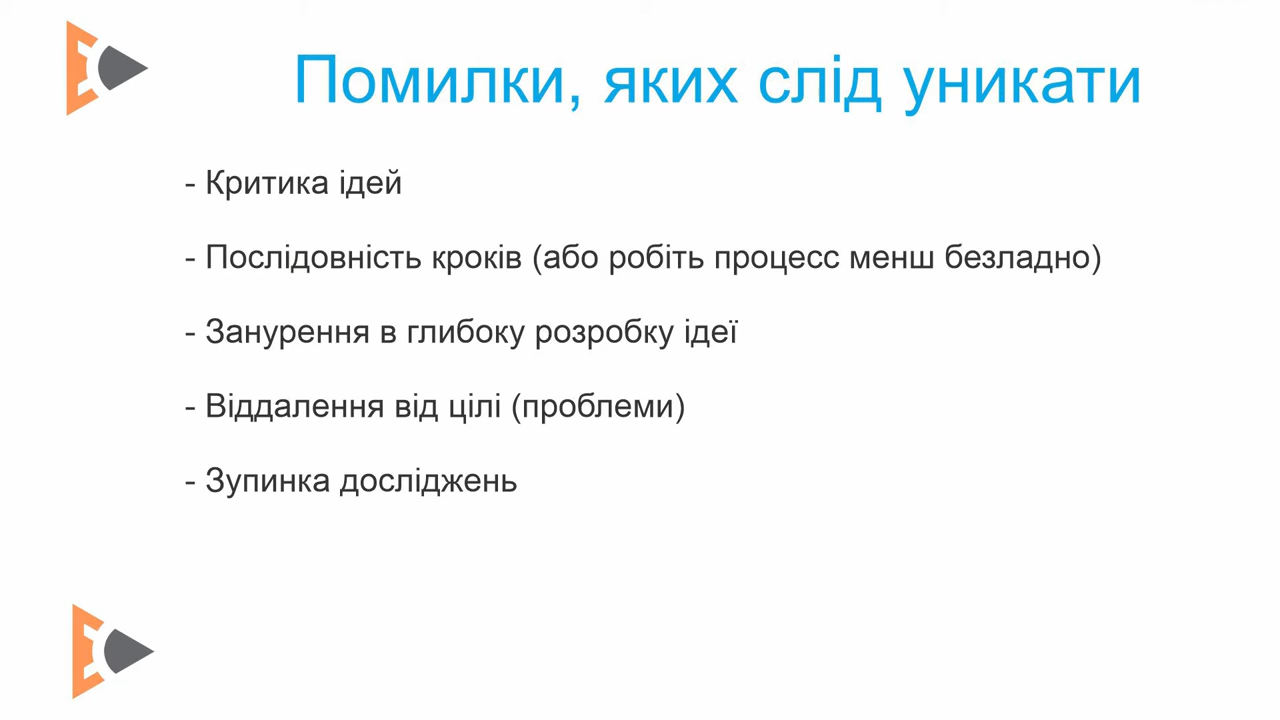 Помилки, яких слід уникати
- Критика ідей
- Послідовність кроків (або робіть процесс менш безладно)
- Занурення в глибоку розробку ідеї
- Віддалення від цілі (проблеми)
- Зупинка досліджень